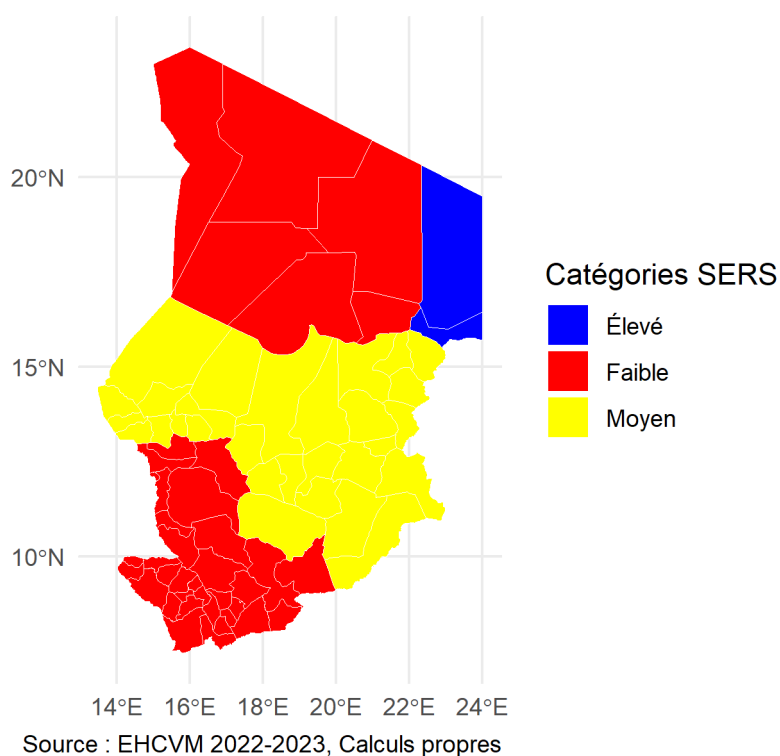 20°N
15°N
10°N
14°E 16°E 18°E 20°E 22°E 24°E
Catégories SERS
Élevé
Faible
Moyen
Source : EHCVM 2022-2023, Calculs propres